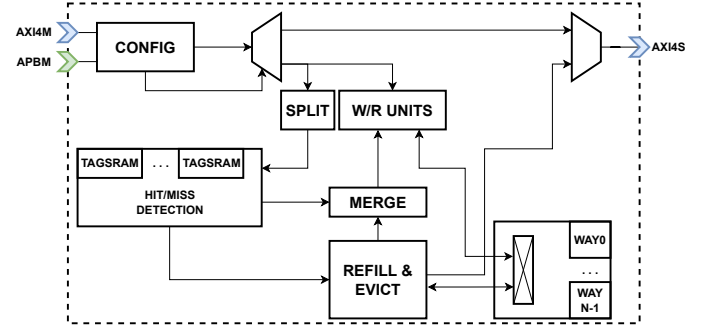 AXI4M
APBM
CONFIG
AXI4S
SPLIT
W/R UNITS
TAGSRAM ... TAGSRAM
HIT/MISS
DETECTION
MERGE
REFILL &
EVICT
WAY0
...
WAY
N-1